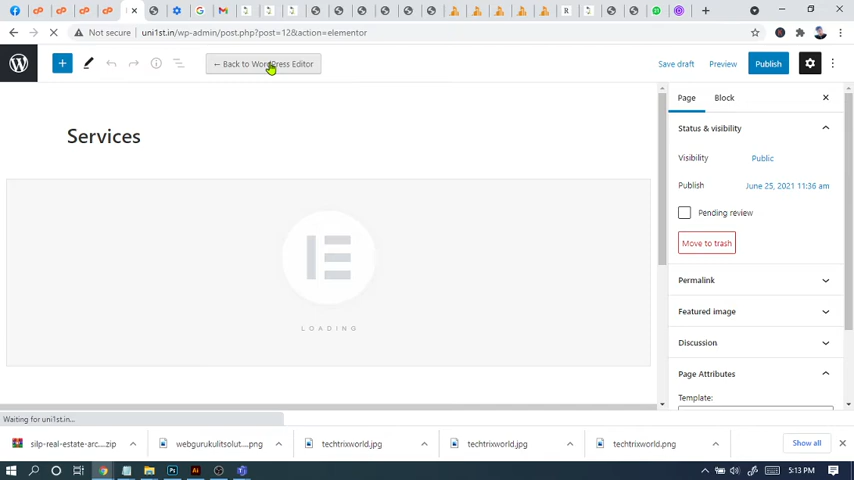 Not secure
uni1st.in/wp-admin/post.php?post=12&action=elementor
← Back to WordPress Editor
Save draft
Preview
Publish
Page
Block
Services
Status & visibility
Visibility
Public
Publish
June 25, 2021 11:36 am
Pending review
Move to trash
LOADING
Permalink
Featured image
Discussion
Page Attributes
Template:
Waiting for uni1st.in...
silp-real-estate-arc....zip
webgurukulitsolut....png
techtrixworld.jpg
techtrixworld.jpg
techtrixworld.png
Show all
5:13 PM